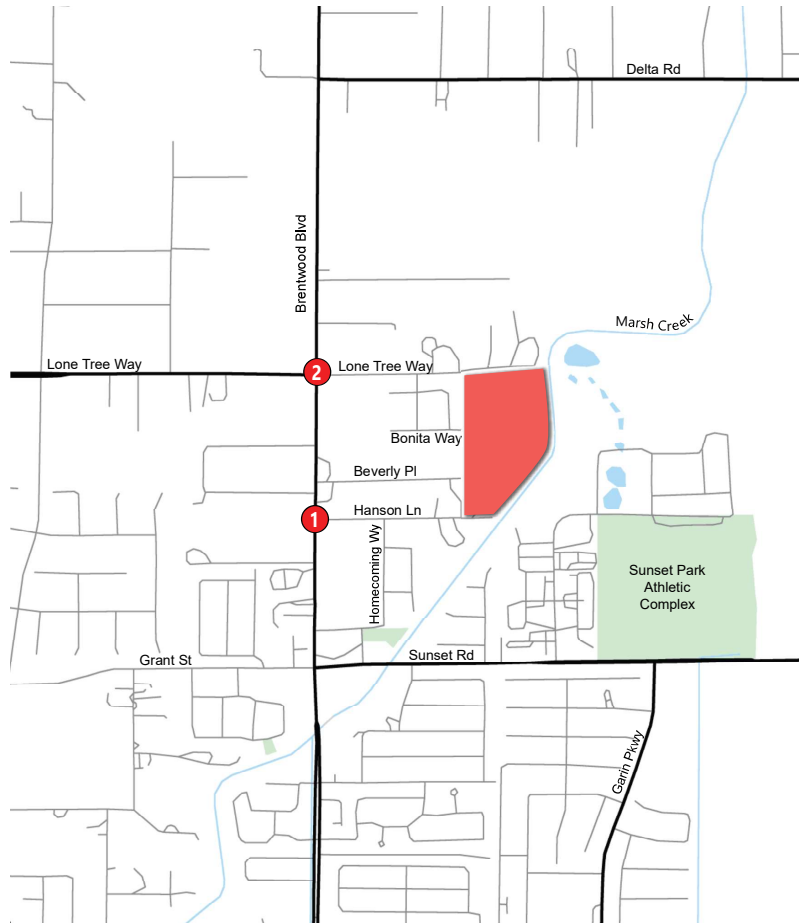 Delta Rd
Brentwood Blvd
Marsh Creek
Lone Tree Way
2
Lone Tree Way
Bonita Way
Beverly Pl
Hanson Ln
1
Homecoming Wy
Sunset Park
Athletic
Complex
Grant St
Sunset Rd
Garin Pkwy